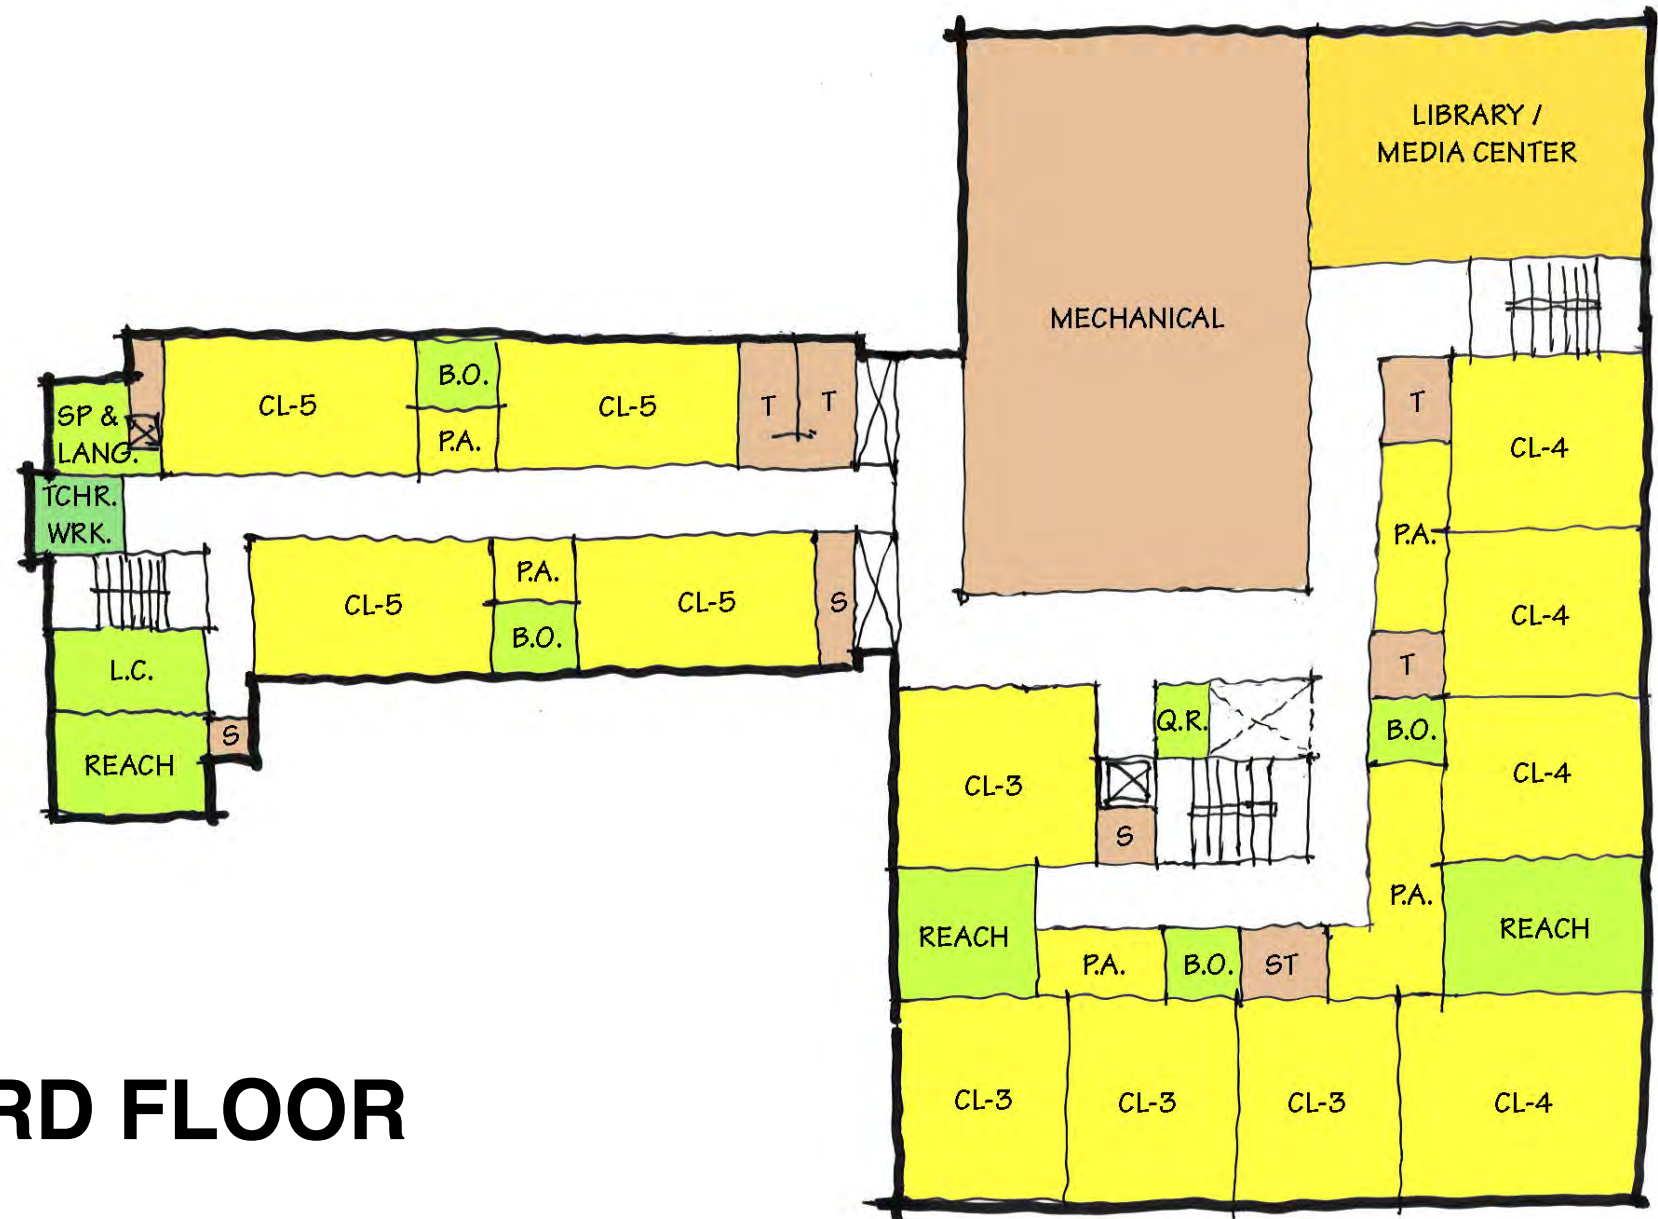 LIBRARY /
MEDIA CENTER
MECHANICAL
B.O.
CL-5
CL-5
T
T
P.A.
SP &
LANG.
TCHR.
WRK.
T
CL-4
P.A.
CL-4
P.A.
CL-5
CL-5
S
B.O.
L.C.
T
S
REACH
Q.R.
B.O.
CL-3
CL-4
S
P.A.
REACH
REACH
P.A.
B.O.
ST
CL-3
CL-3
CL-3
CL-4
RD FLOOR